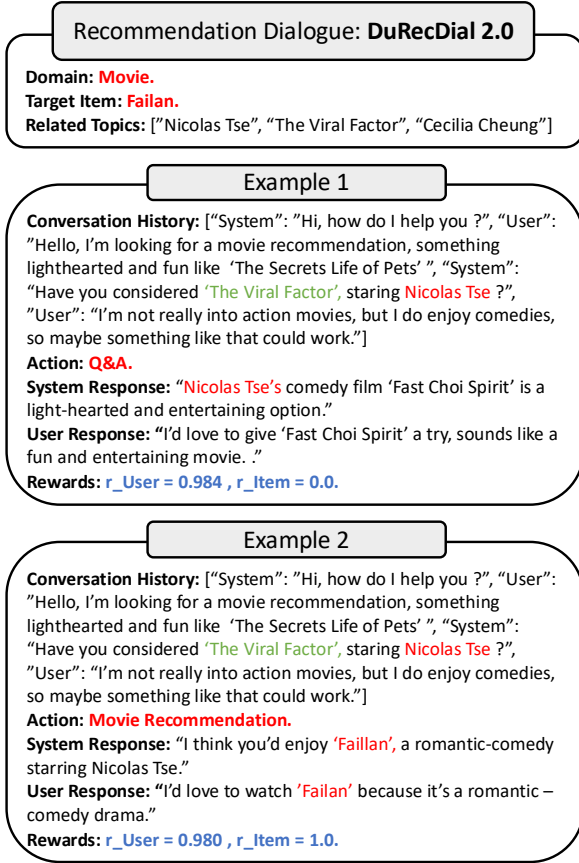 Recommendation Dialogue: DuRecDial 2.0
Domain: Movie.
Target Item: Failan.
Related Topics: ["Nicolas Tse", "The Viral Factor", "Cecilia Cheung"]
Example 1
Conversation History: ["System": "Hi, how do I help you ?", "User":
"Hello, I'm looking for a movie recommendation, something
lighthearted and fun like 'The Secrets Life of Pets' ", "System":
"Have you considered 'The Viral Factor', staring Nicolas Tse ?",
"User": "I'm not really into action movies, but I do enjoy comedies,
so maybe something like that could work."]
Action: Q&A.
System Response: "Nicolas Tse's comedy film 'Fast Choi Spirit' is a
light-hearted and entertaining option."
User Response: "I'd love to give 'Fast Choi Spirit' a try, sounds like a
fun and entertaining movie. ."
Rewards: r_User = 0.984 , r_Item = 0.0.
Example 2
Conversation History: ["System": "Hi, how do I help you ?", "User":
"Hello, I'm looking for a movie recommendation, something
lighthearted and fun like 'The Secrets Life of Pets' ", "System":
"Have you considered 'The Viral Factor', staring Nicolas Tse ?",
"User": "I'm not really into action movies, but I do enjoy comedies,
so maybe something like that could work."]
Action: Movie Recommendation.
System Response: "I think you'd enjoy 'Faillan', a romantic-comedy
starring Nicolas Tse."
User Response: "I'd love to watch 'Failan' because it's a romantic –
comedy drama."
Rewards: r_User = 0.980 , r_Item = 1.0.